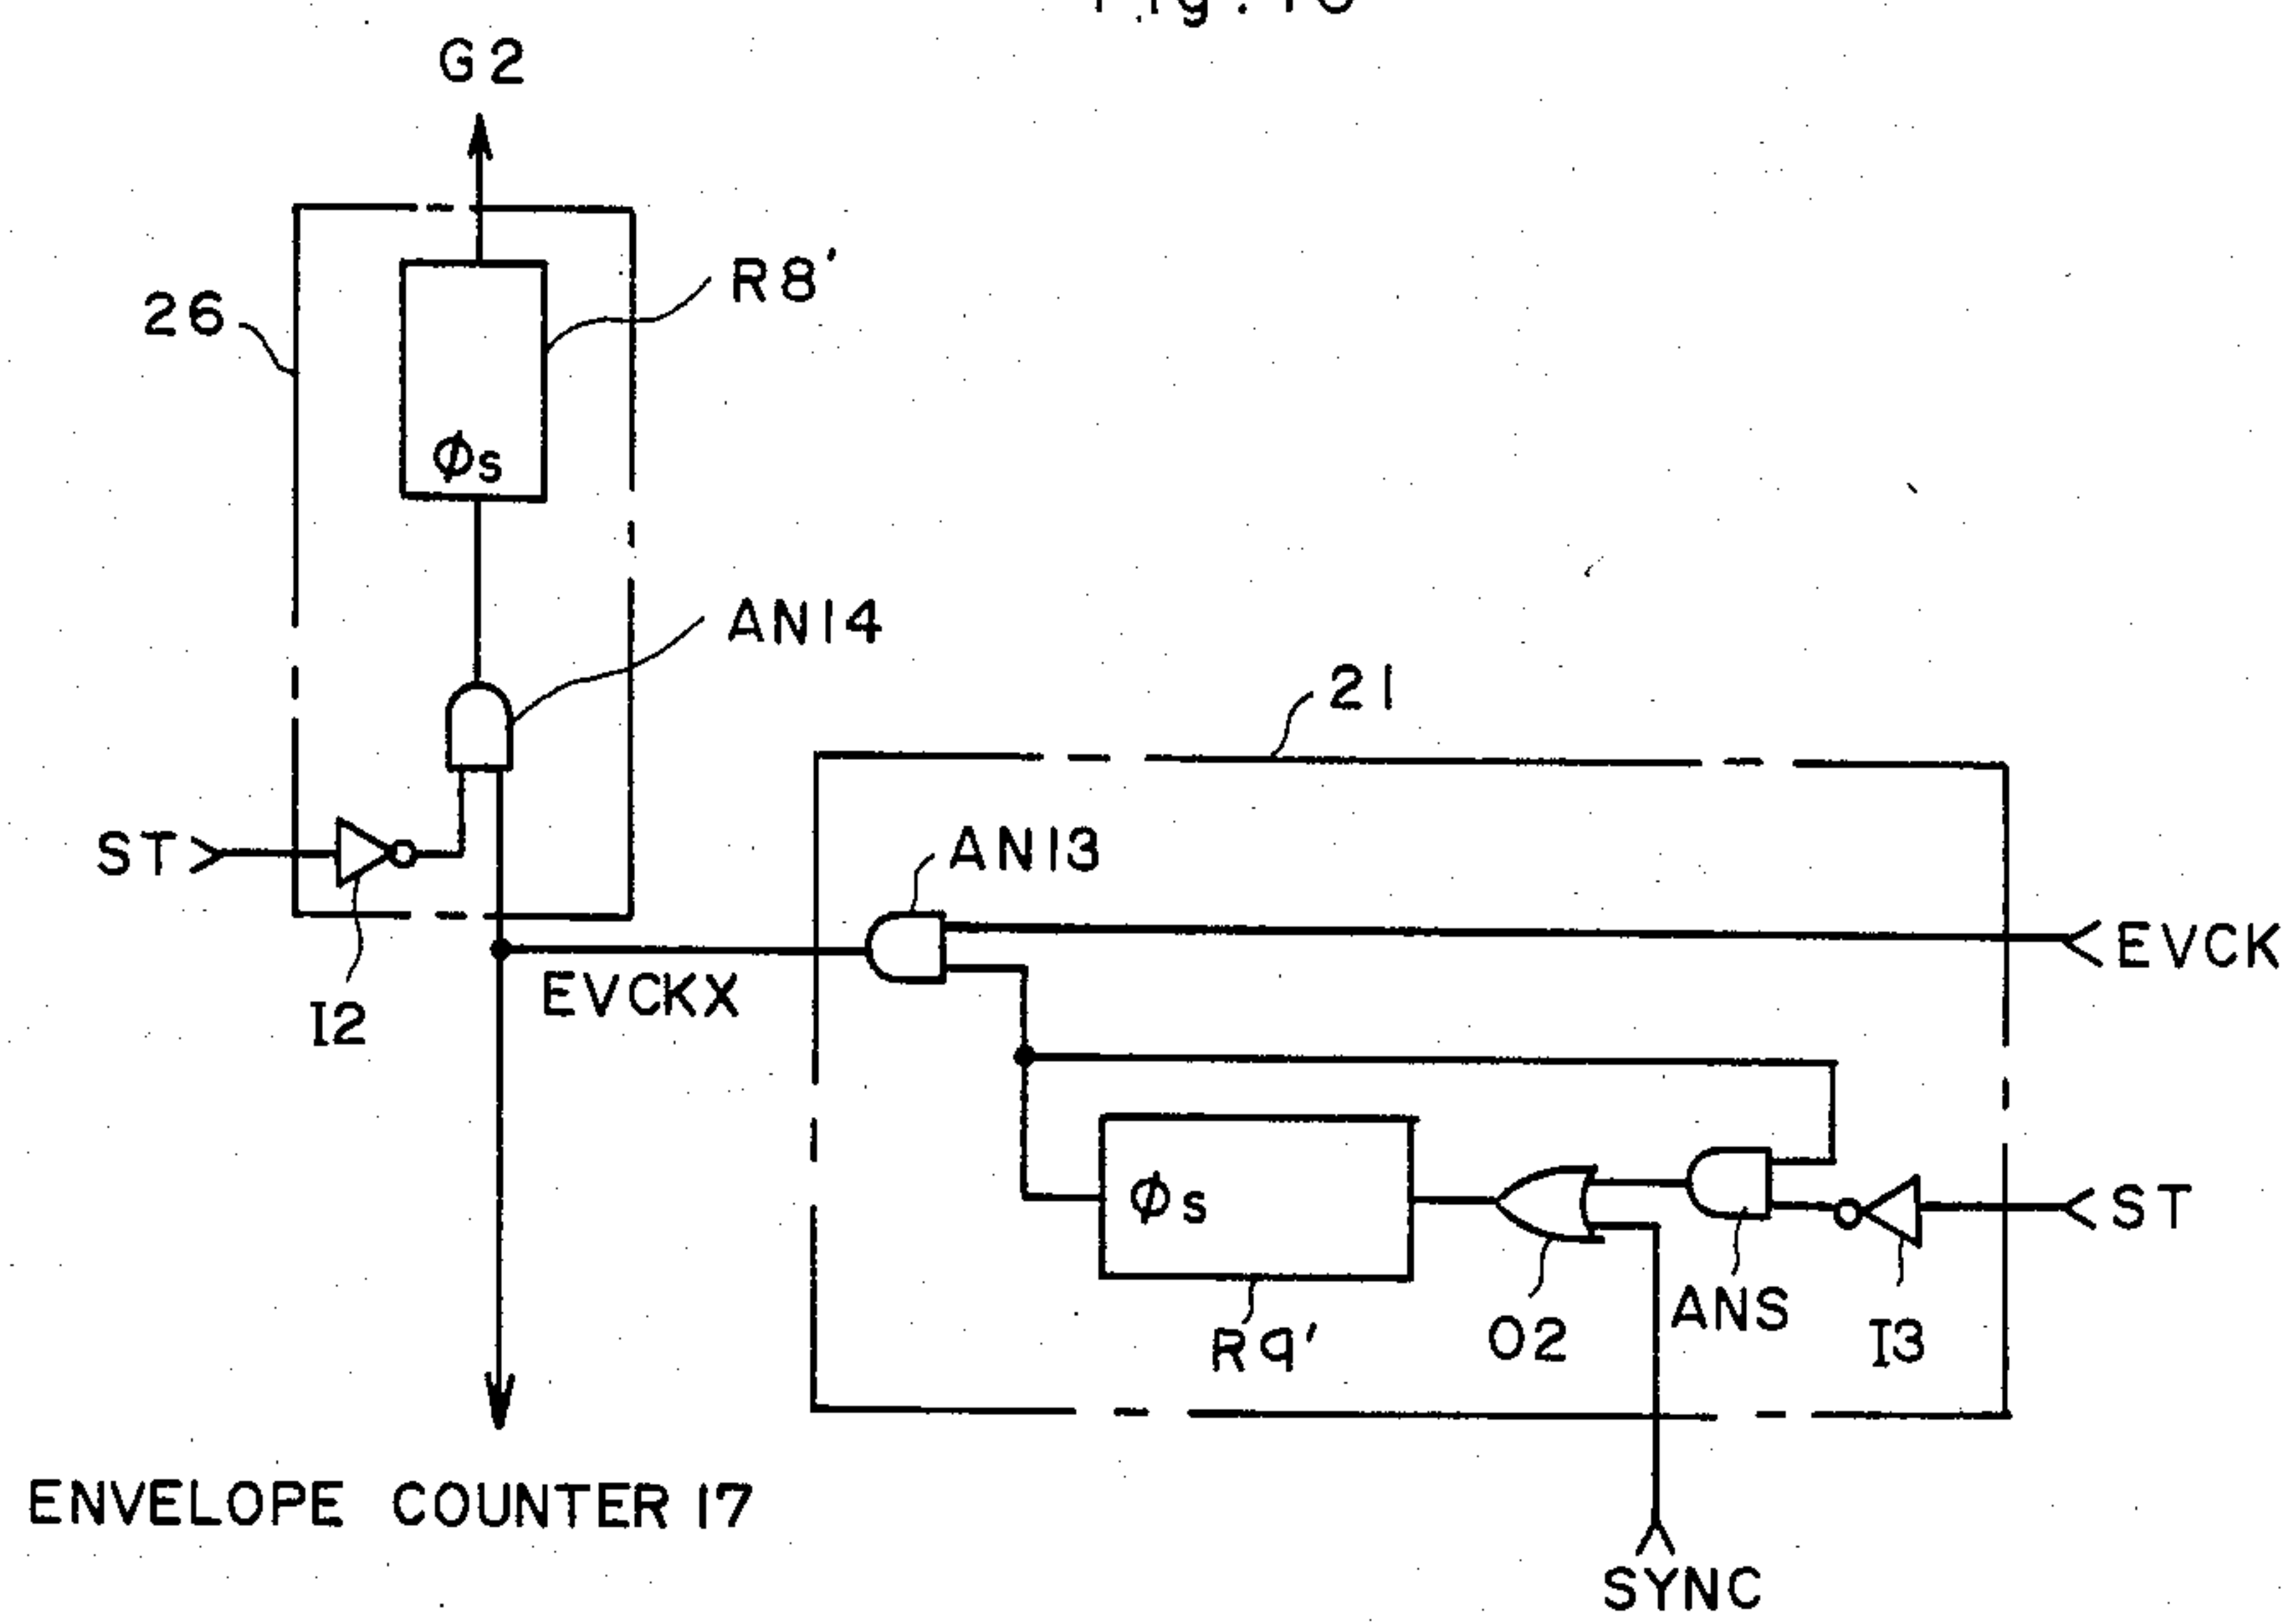 G2
R8'
26
ϕs
AN14
21
ST
AN13
EVCK
EVCKX
I2
ϕs
ST
ANS
O2
I3
R9'
ENVELOPE COUNTER 17
SYNC